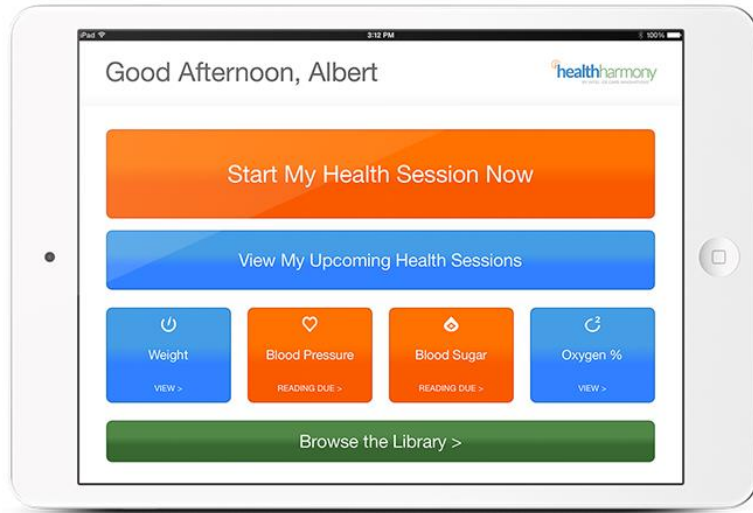 iPad 3:12 PM 100%
Good Afternoon, Albert
healthharmony
Start My Health Session Now
View My Upcoming Health Sessions
2
Weight Blood Pressure Blood Sugar Oxygen %
VIEW > READING DUE > READING DUE > VIEW >
Browse the Library >